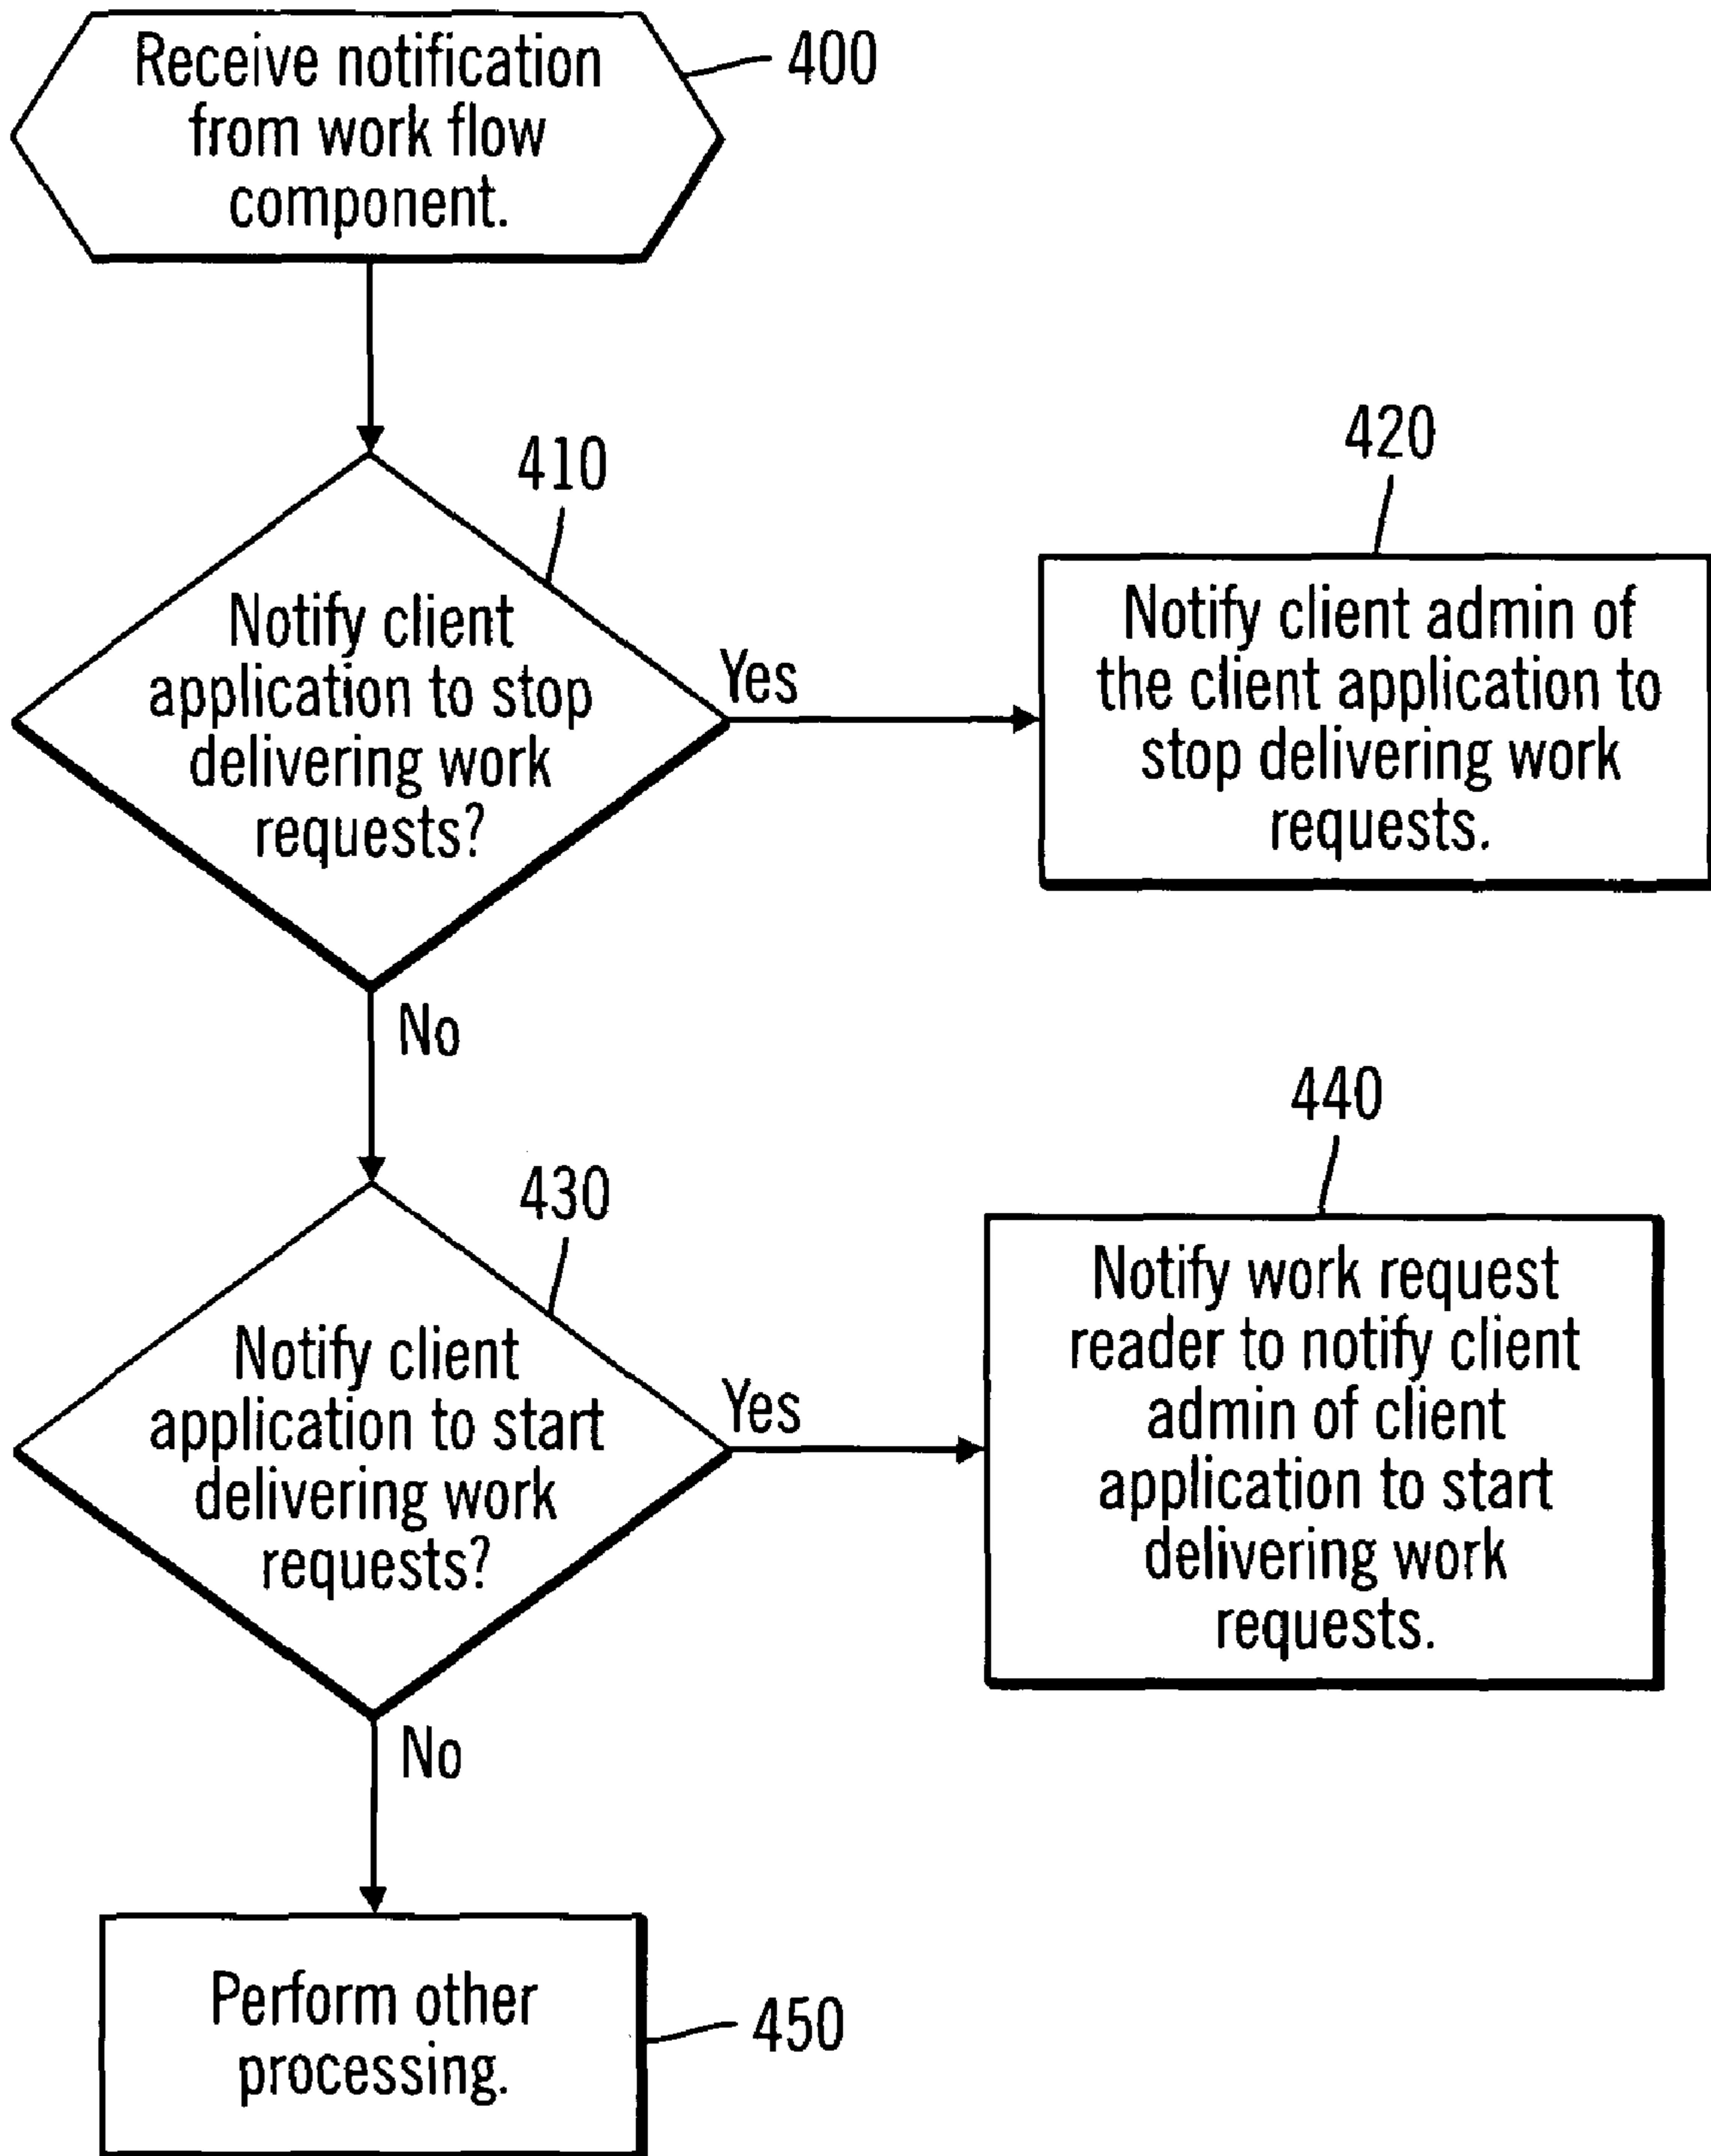 Receive notification
from work flow
component.
400
410
Notify client
application to stop
delivering work
requests?
Yes
420
Notify client admin of
the client application to
stop delivering work
requests.
No
430
Notify client
application to start
delivering work
requests?
Yes
440
Notify work request
reader to notify client
admin of client
application to start
delivering work
requests.
No
Perform other
processing.
450